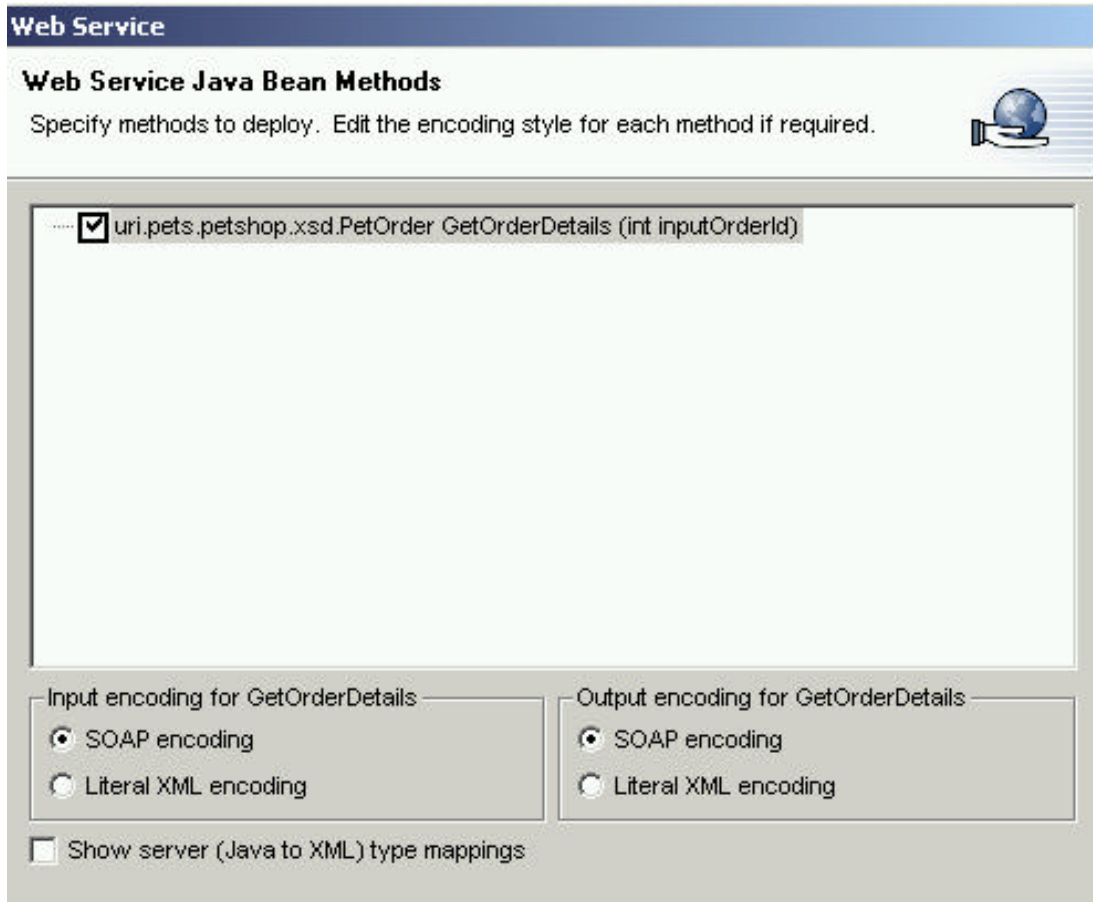 Web Service
Web Service Java Bean Methods
Specify methods to deploy. Edit the encoding style for each method if required.
uri.pets.petshop.xsd.PetOrder GetOrderDetails (int inputOrderId)
Input encoding for GetOrderDetails
SOAP encoding
Literal XML encoding
Output encoding for GetOrderDetails
SOAP encoding
Literal XML encoding
Show server (Java to XML) type mappings